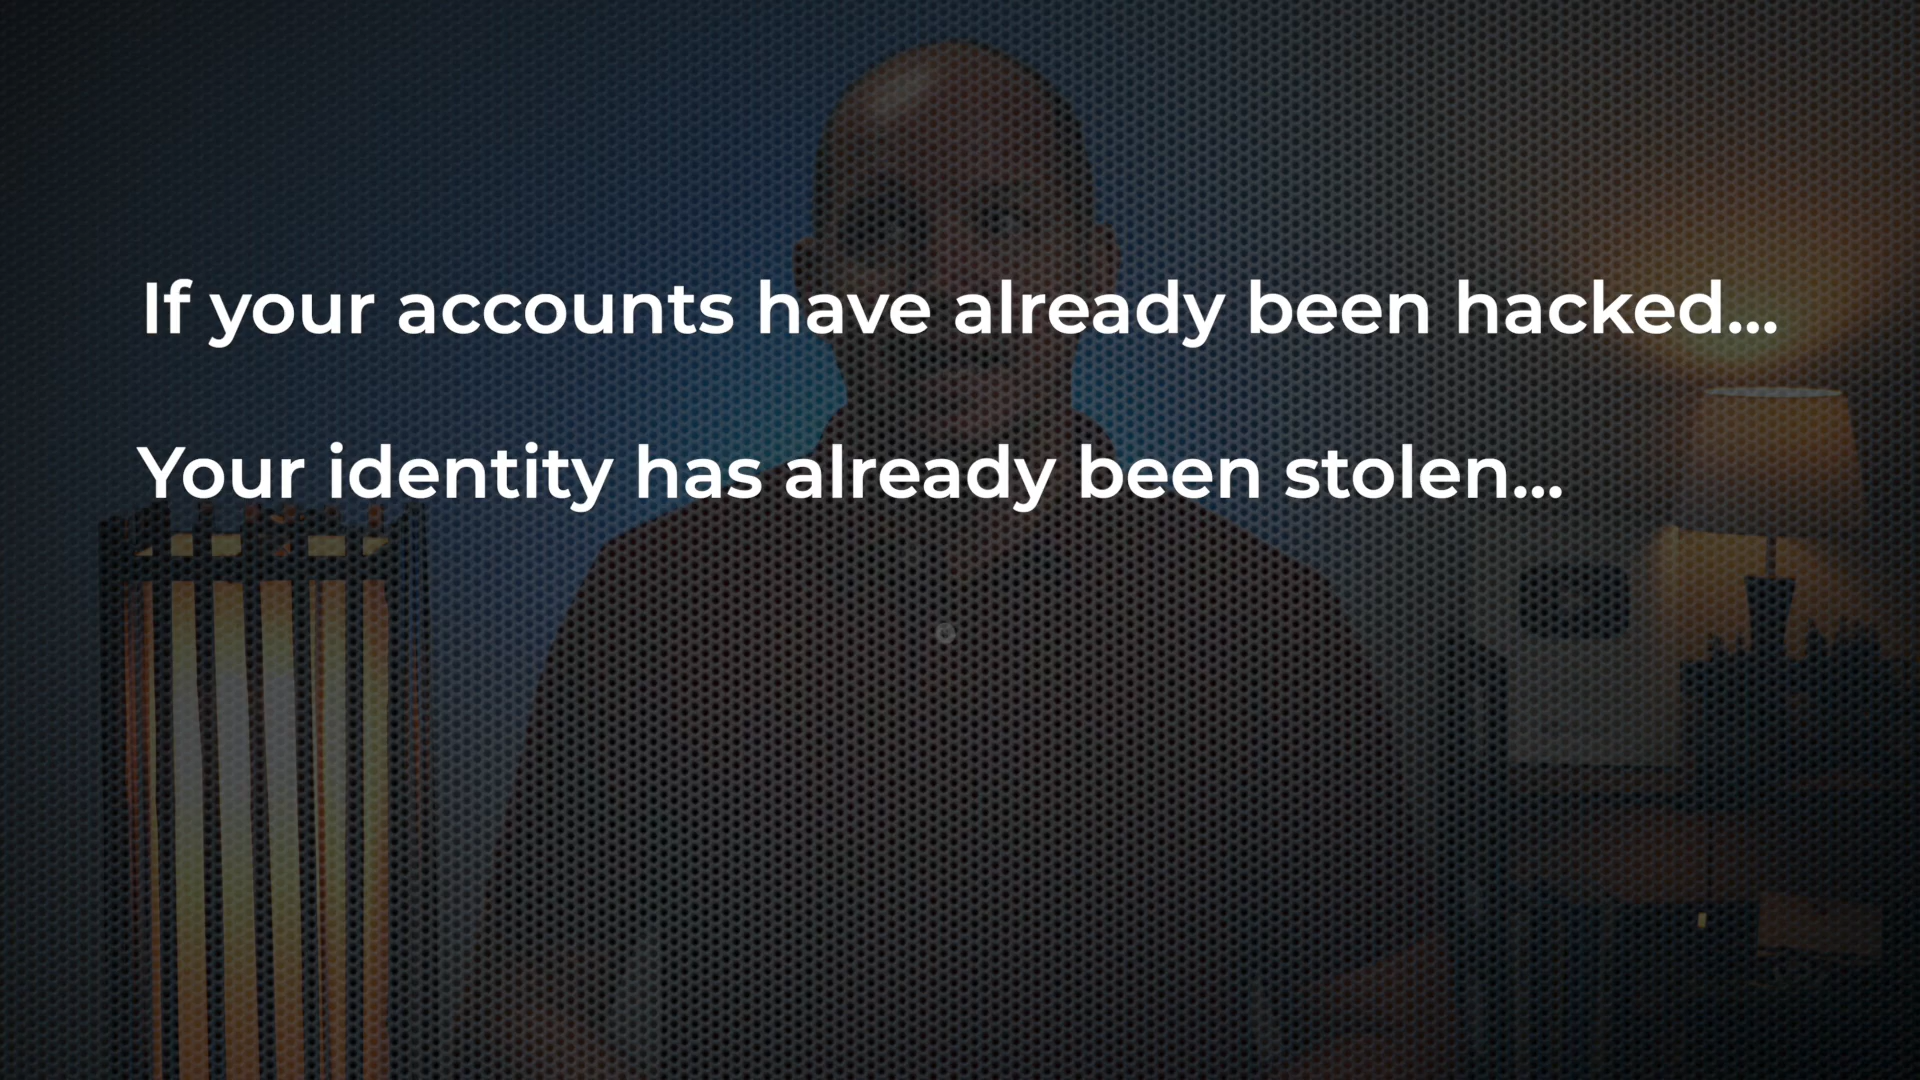 If your accounts have already been hacked...
Your identity has already been stolen...